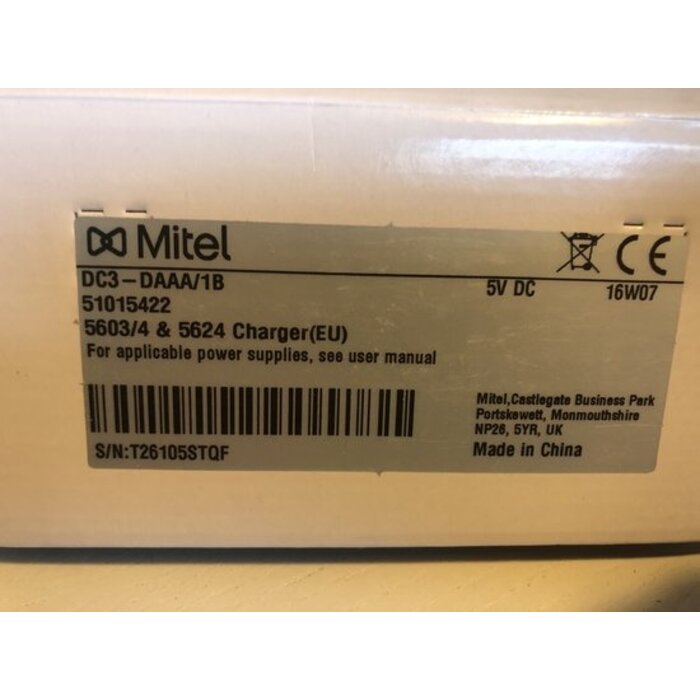 Mitel
CE
DC3-DAAA/1B
5V DC
16W07
51015422
5603/4 & 5624 Charger(EU)
For applicable power supplies, see user manual
Mitel,Castlegate Business Park
Portskewett, Monmouthshire
NP26, 5YR, UK
S/N:T26105STQF
Made in China